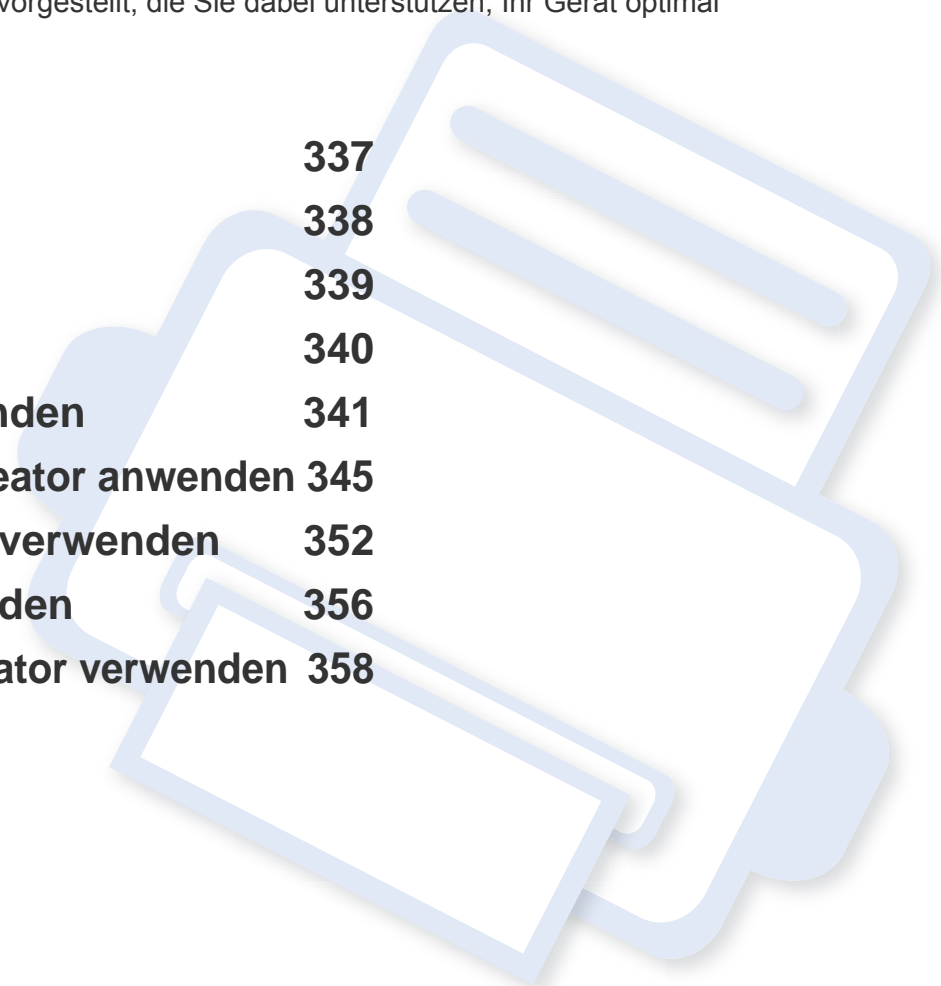 vorgestellt, die Sie dabei unterstützen, Ihr Gerät optimal
337
338
339
340
nden 341
eator anwenden 345
verwenden 352
den 356
ator verwenden 358